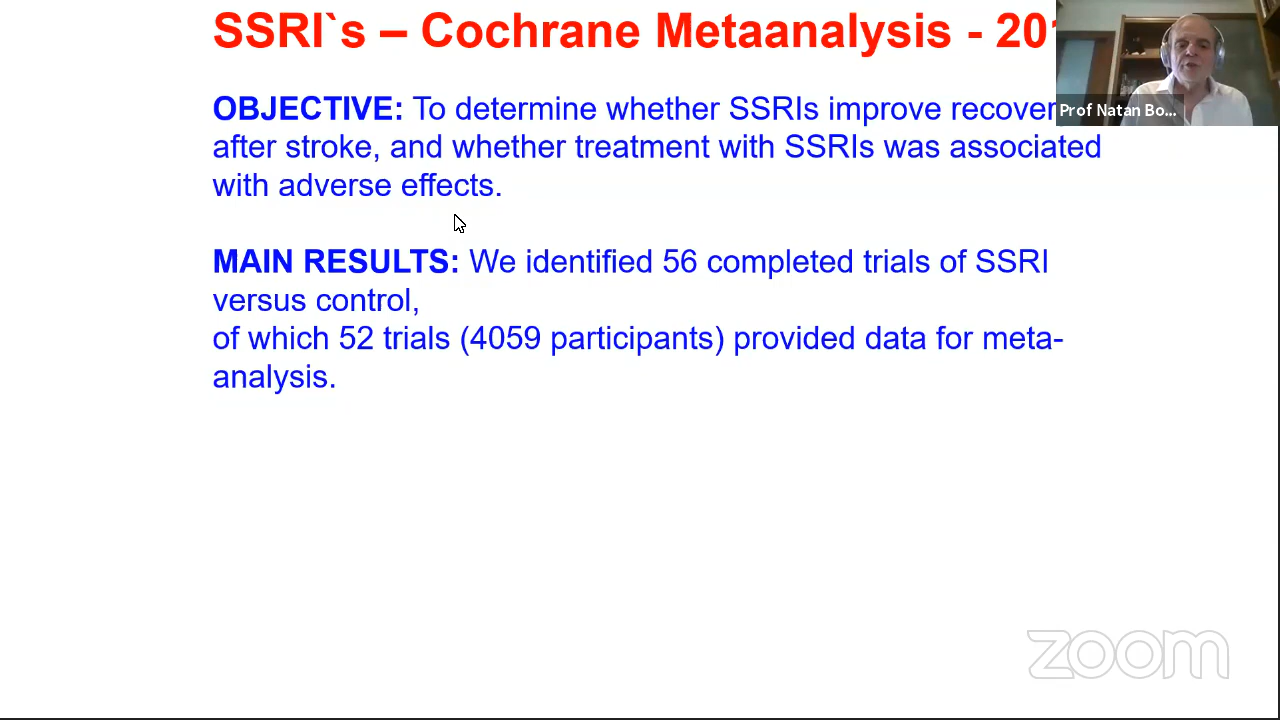 SSRI`s – Cochrane Metaanalysis - 201
OBJECTIVE: To determine whether SSRIs improve recover
after stroke, and whether treatment with SSRIs was associated
with adverse effects.
MAIN RESULTS: We identified 56 completed trials of SSRI
versus control,
of which 52 trials (4059 participants) provided data for meta-
analysis.
Prof Natan Bo...
zoom